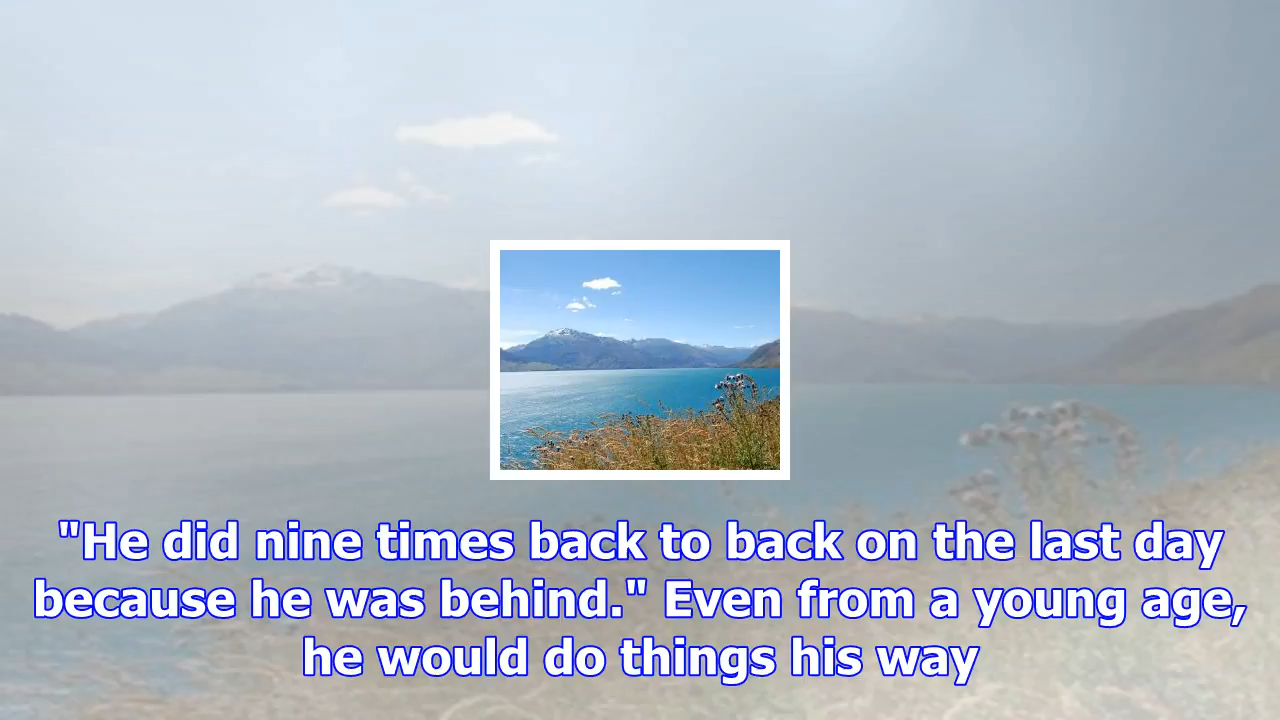 "He did nine times back to back on the last day
because he was behind." Even from a young age,
he would do things his way